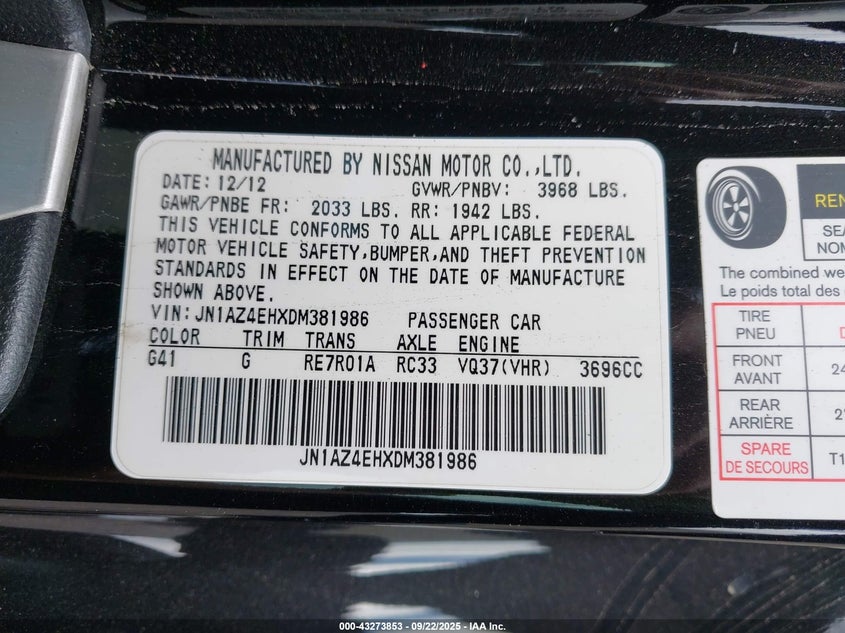 MANUFACTURED BY NISSAN MOTOR CO.,LTD.
DATE: 12/12 GVWR/PNBV: 3968 LBS.
GAWR/PNBE FR: 2033 LBS. RR: 1942 LBS.
THIS VEHICLE CONFORMS TO ALL APPLICABLE FEDERAL
MOTOR VEHICLE SAFETY,BUMPER,AND THEFT PREVENTION
STANDARDS IN EFFECT ON THE DATE OF MANUFACTURE
SHOWN ABOVE.
VIN: JN1AZ4EHXDM381986 PASSENGER CAR
COLOR TRIM TRANS AXLE ENGINE
G41 G RE7R01A RC33 VQ37(VHR) 3696CC
JN1AZ4EHXDM381986
The combined
Le poids total des
TIRE
PNEU
FRONT
AVANT
REAR
ARRIÈRE
SPARE
DE SECOURS
000-43273853 - 09/22/2025 - IAA Inc.